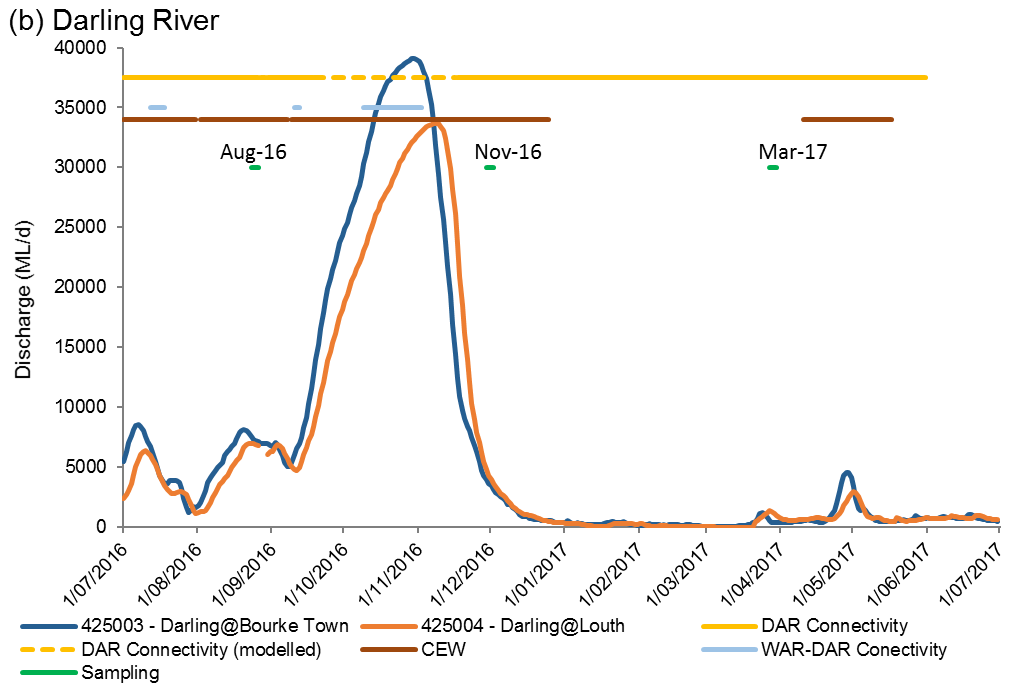 (b) Darling River
40000
35000
30000
25000
20000
15000
10000
5000
0
Discharge (ML/d)
Aug-16
Nov-16
Mar-17
1/07/2016
1/08/2016
1/09/2016
1/10/2016
1/11/2016
1/12/2016
1/01/2017
1/02/2017
1/03/2017
1/04/2017
1/05/2017
1/06/2017
1/07/2017
425003 - Darling@Bourke Town
425004 - Darling@Louth
DAR Connectivity
DAR Connectivity (modelled)
CEW
WAR-DAR Conectivity
Sampling